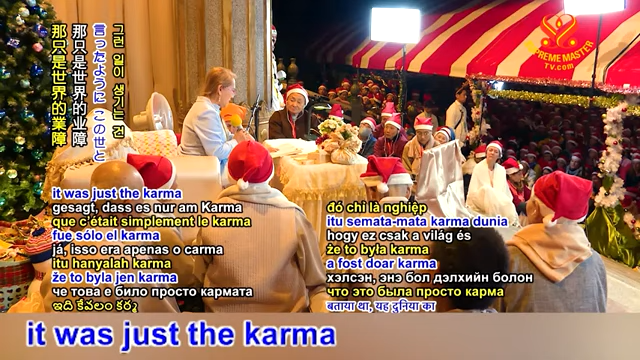 PREME MASTER
TV.com
그런 일이 생기는 건
言ったように この世と
那只是世界的业障
那只是世界的業障
it was just the karma
gesagt, dass es nur am Karma
que c'était simplement le karma
fue sólo el karma
já, isso era apenas o carma
itu hanyalah karma
že to byla jen karma
че това е било просто кармата
ఇది కేవలం కర్మ
đó chỉ là nghiệp
itu semata-mata karma dunia
hogy ez csak a világ és
że to była karma
a fost doar karma
хэлсэн, энэ бол дэлхийн болон
что это была просто карма
बताया था, यह दुनिया का
it was just the karma